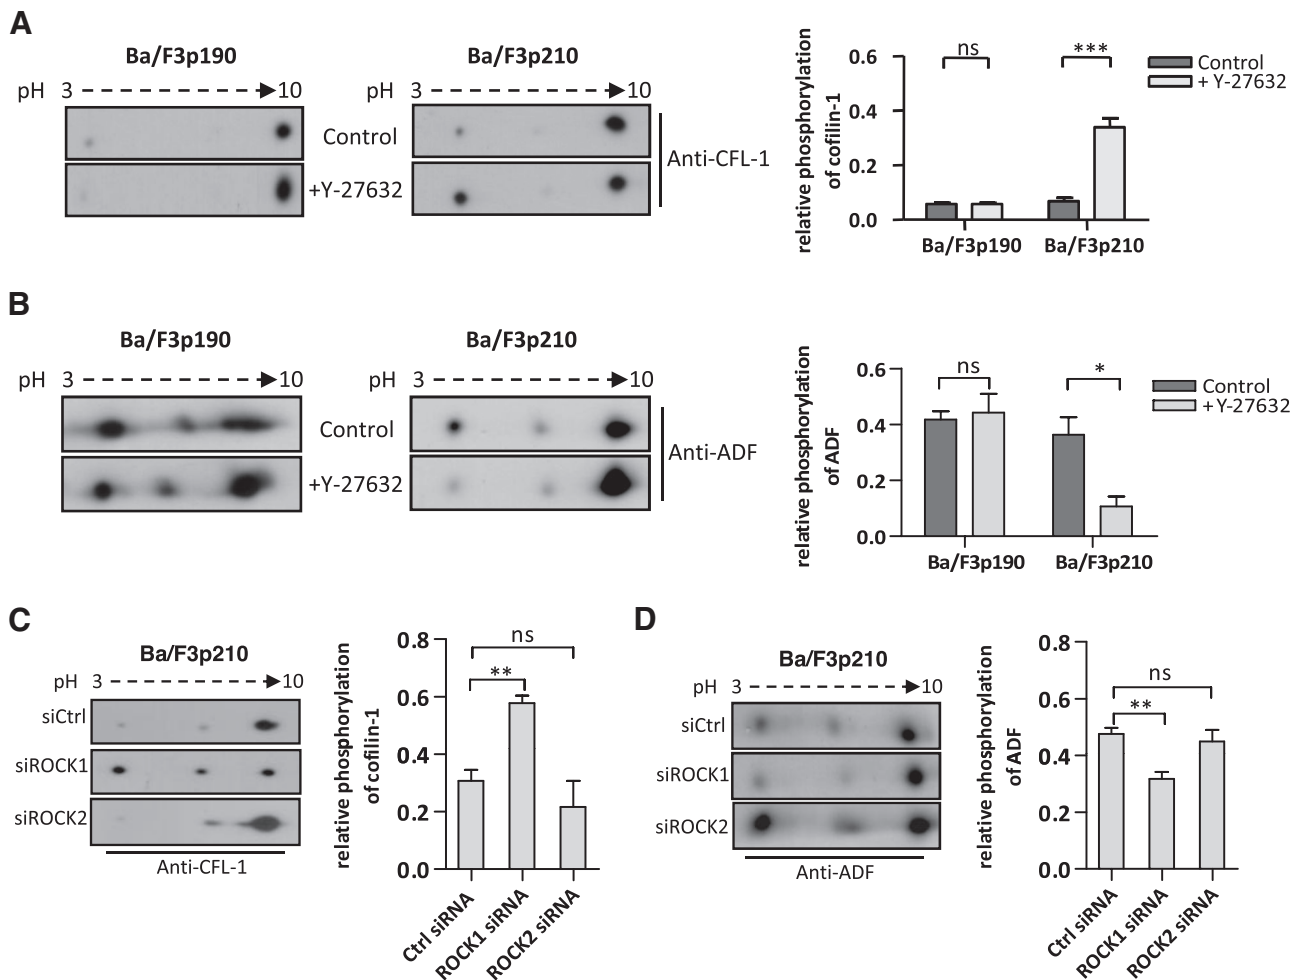 A
Ba/F3p190
Ba/F3p210
pH 3 10
pH 3 10
Control
+Y-27632
Anti-CFL-1
relative phosphorylation
of cofilin-1
0.6
0.4
0.2
0.0
ns
***
Control
+ Y-27632
Ba/F3p190
Ba/F3p210
B
Ba/F3p190
Ba/F3p210
pH 3 10
pH 3 10
Control
+Y-27632
Anti-ADF
relative phosphorylation
of ADF
0.6
0.4
0.2
0.0
ns
*
Control
+Y-27632
Ba/F3p190
Ba/F3p210
C
Ba/F3p210
pH 3 10
siCtrl
siROCK1
siROCK2
Anti-CFL-1
relative phosphorylation
of cofilin-1
0.8
0.6
0.4
0.2
0.0
ns
**
Ctrl siRNA
ROCK1 siRNA
ROCK2 siRNA
D
Ba/F3p210
pH 3 10
siCtrl
siROCK1
siROCK2
Anti-ADF
relative phosphorylation
of ADF
0.8
0.6
0.4
0.2
0.0
ns
**
Ctrl siRNA
ROCK1 siRNA
ROCK2 siRNA